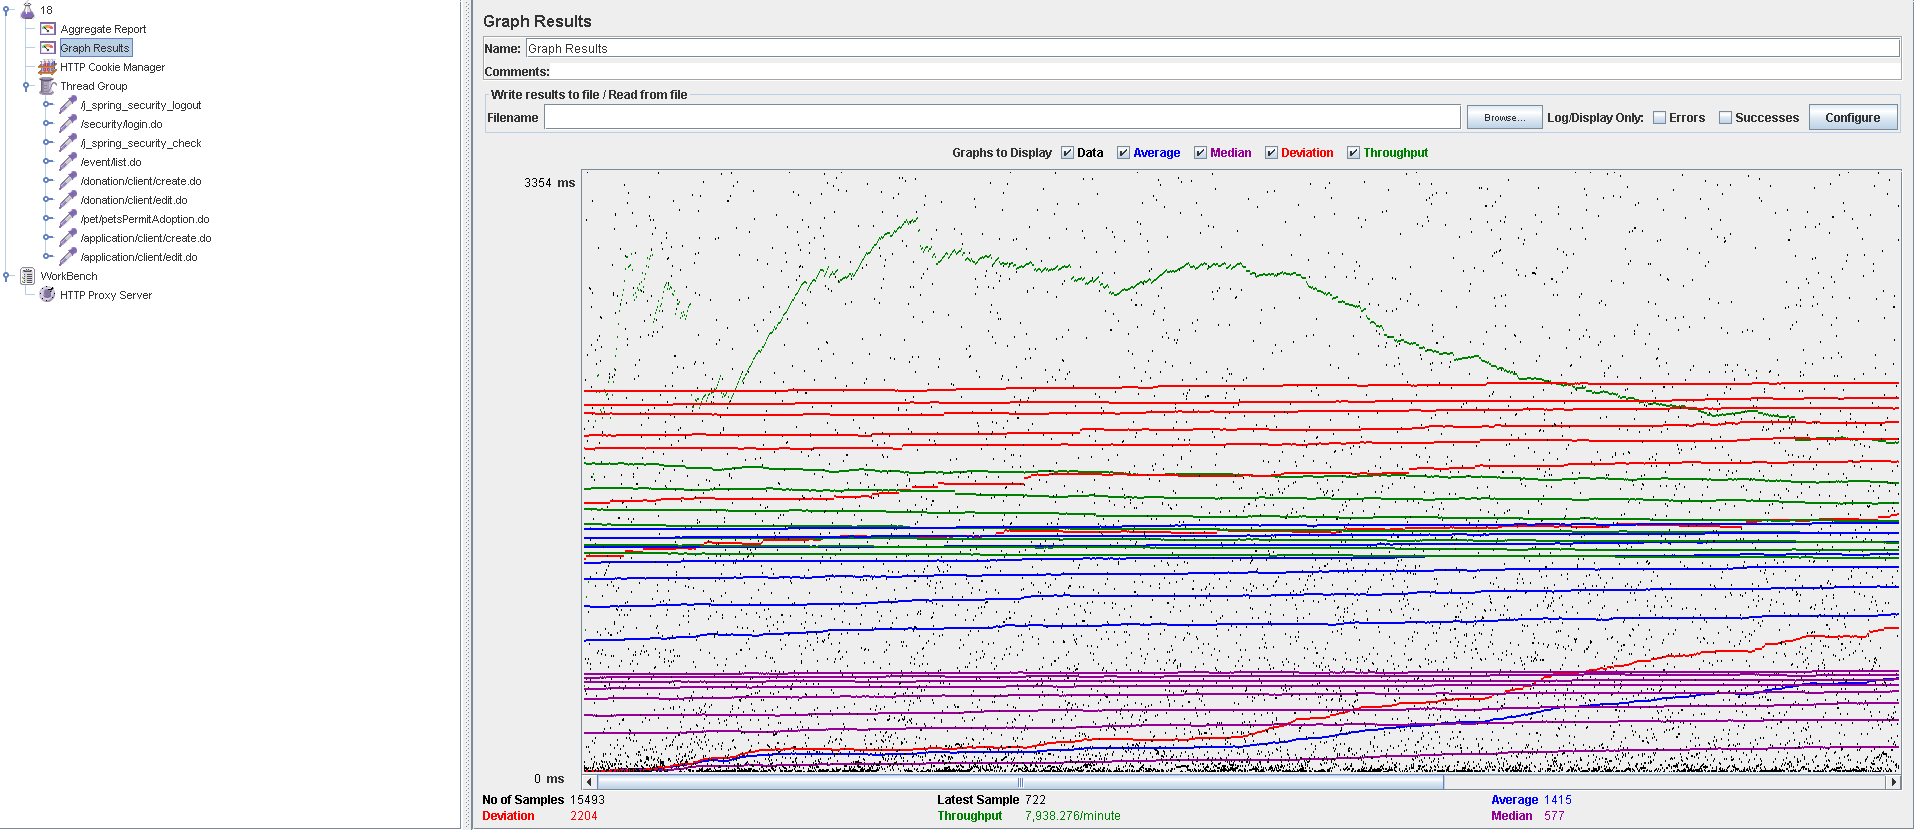 18
Aggregate Report
Graph Results
HTTP Cookie Manager
Thread Group
/j_spring_security_logout
/security/login.do
/j_spring_security_check
/event/list.do
/donation/client/create.do
/donation/client/edit.do
/pet/petsPermitAdoption.do
/application/client/create.do
/application/client/edit.do
WorkBench
HTTP Proxy Server
Graph Results
Name: Graph Results
Comments:
Write results to file / Read from file
Filename Browse... Log/Display Only: Errors Successes Configure
Graphs to Display Data Average Median Deviation Throughput
3354 ms
0 ms
No of Samples 15493 Latest Sample 722 Average 1415
Deviation 2204 Throughput 7,938.276/minute Median 577